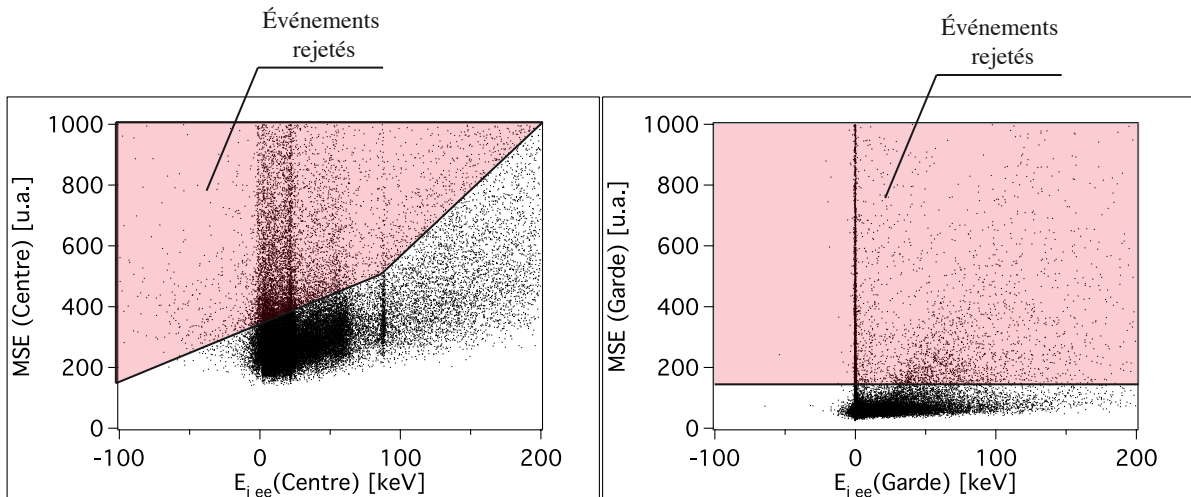 Événements
rejetés
1000
800
600
400
200
0
-100
0
100
200
MSE (Centre) [u.a.]
E_i ee(Centre) [keV]
Événements
rejetés
1000
800
600
400
200
0
-100
0
100
200
MSE (Garde) [u.a.]
E_i ee(Garde) [keV]